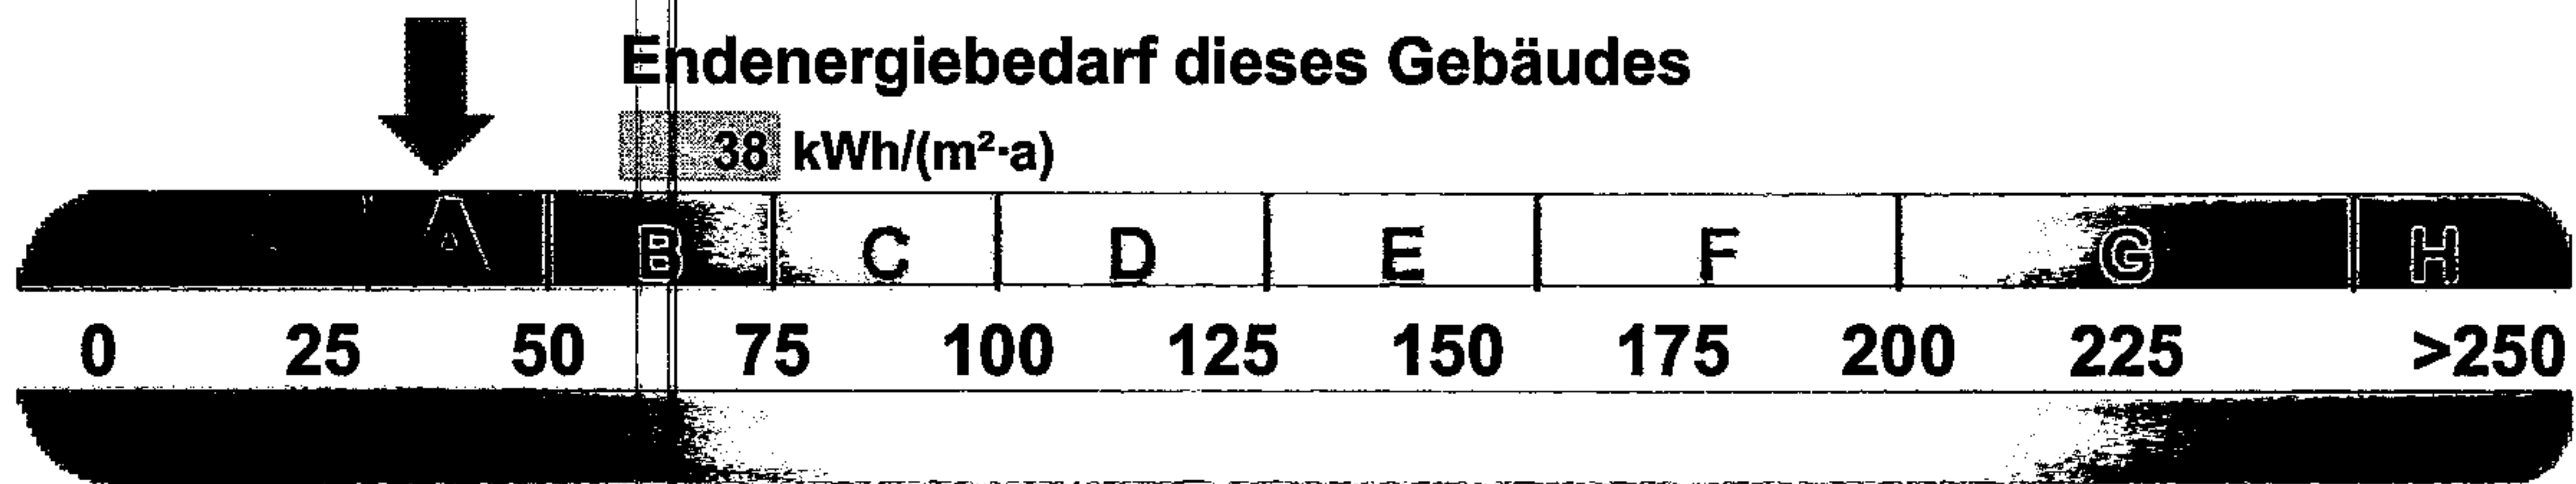 Endenergiebedarf dieses Gebäudes
38 kWh/(m²·a)
A B C D E F G H
0 25 50 75 100 125 150 175 200 225 >250